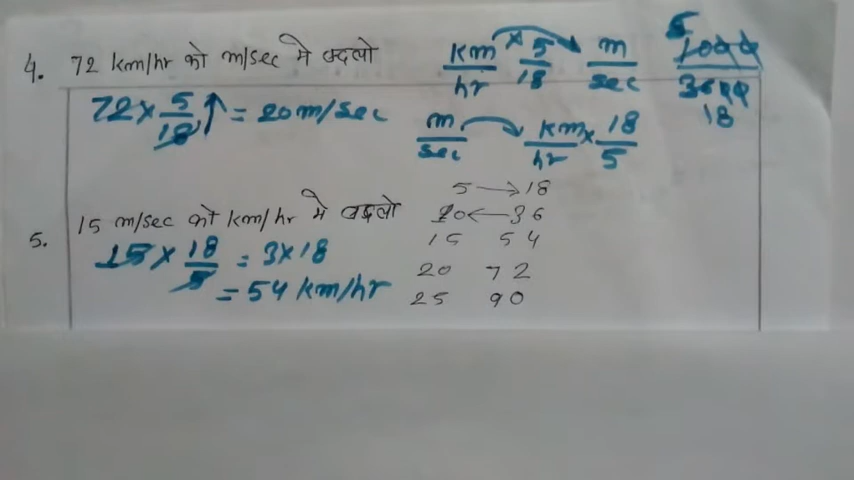 4. 72 km/hr को m/sec मे बदलो
72 × 5/18 = 20 m/sec
km/hr × 5/18 m/sec
1000/3600
5
18
m/sec km/hr × 18/5
5. 15 m/sec को km/hr मे बदलो
15 × 18/5 = 3 × 18
= 54 km/hr
5 → 18
10 ← 36
15 54
20 72
25 90